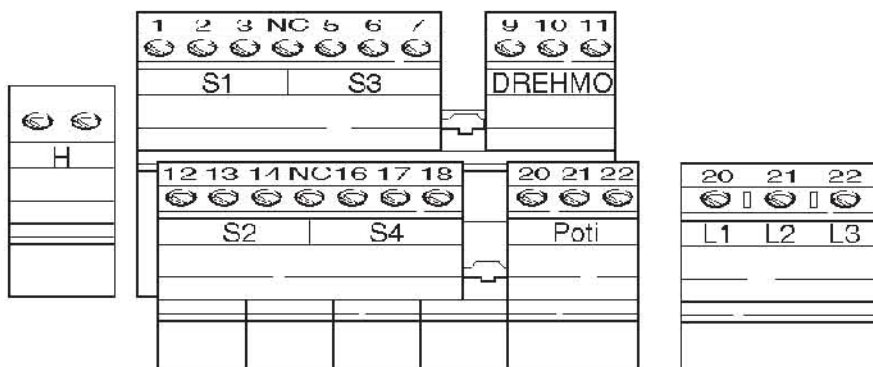 1 2 3 NC 5 6 7
9 10 11
S1 S3
DREHMO
H
12 13 14 NC 16 17 18
20 21 22
S2 S4
Poti
20 21 22
L1 L2 L3